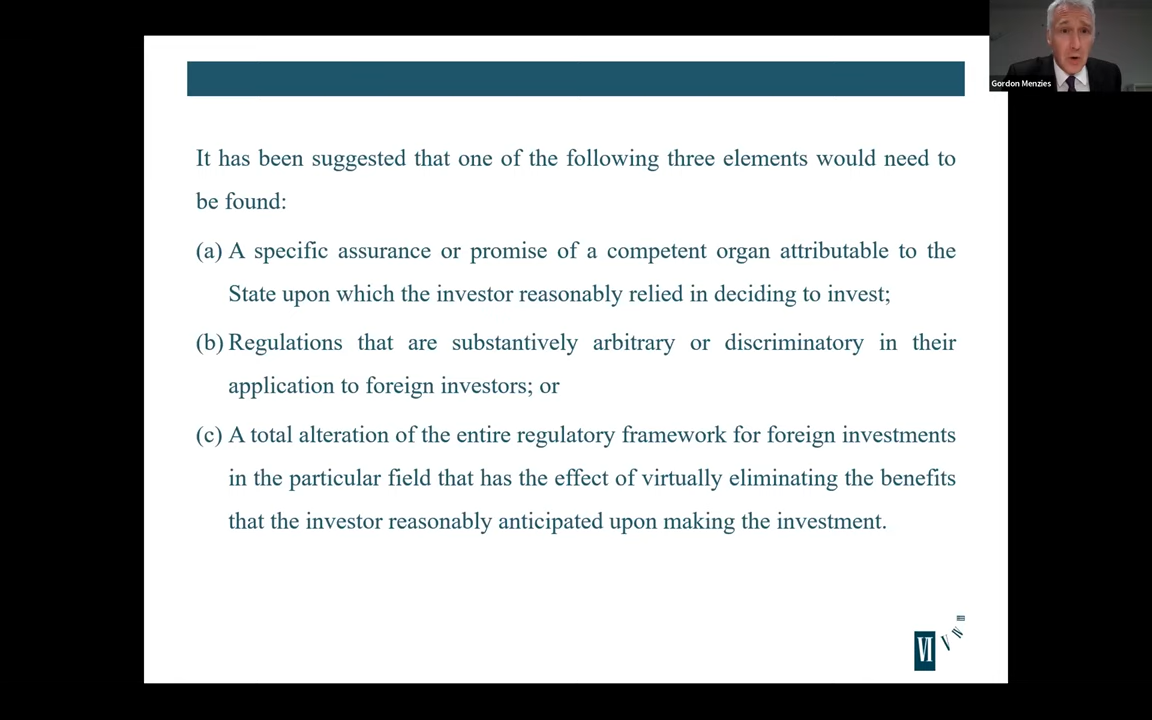 Gordon Menzies
It has been suggested that one of the following three elements would need to
be found:
(a) A specific assurance or promise of a competent organ attributable to the
State upon which the investor reasonably relied in deciding to invest;
(b) Regulations that are substantively arbitrary or discriminatory in their
application to foreign investors; or
(c) A total alteration of the entire regulatory framework for foreign investments
in the particular field that has the effect of virtually eliminating the benefits
that the investor reasonably anticipated upon making the investment.
VI
V